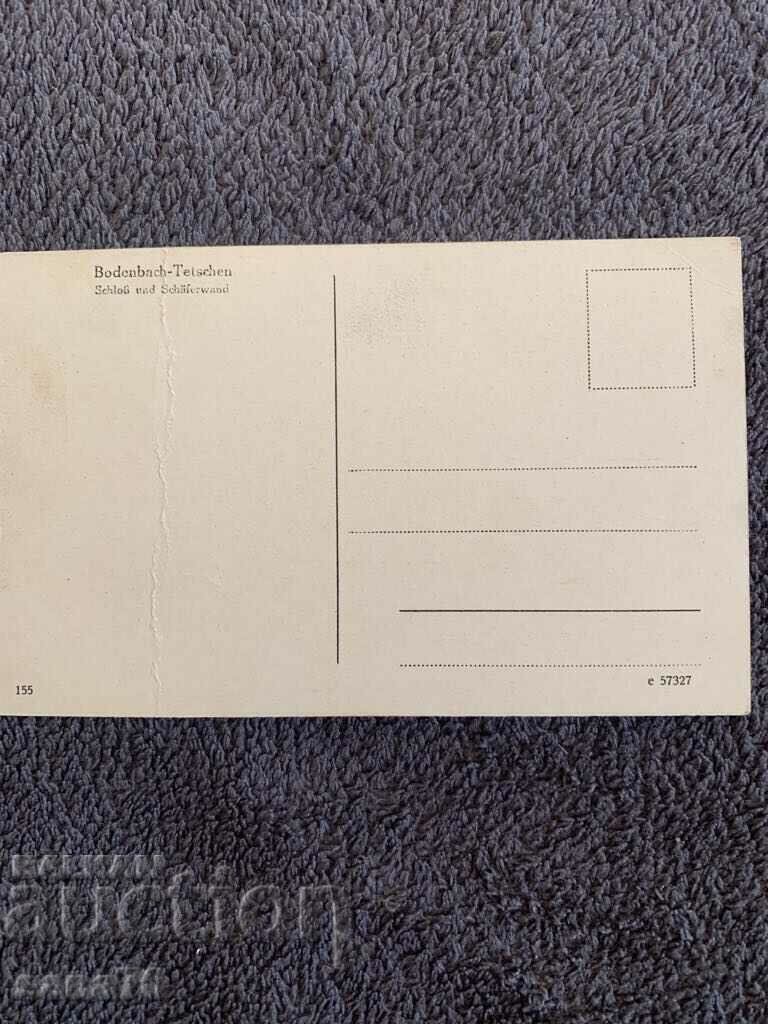 Bodenbach-Tetschen
Schloß und Schäferwand
155
e 57327
auction